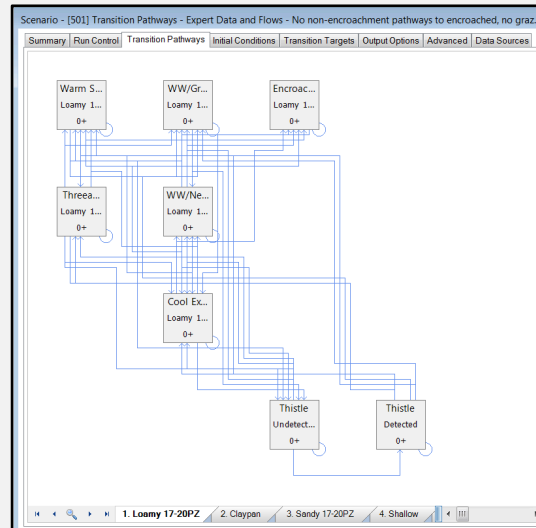 Scenario - [501] Transition Pathways - Expert Data and Flows - No non-encroachment pathways to encroached, no graz.
Summary Run Control Transition Pathways Initial Conditions Transition Targets Output Options Advanced Data Sources
Warm S... WW/Gr... Encroac...
Loamy 1... Loamy 1... Loamy 1...
0+ 0+ 0+
Threea... WW/Ne...
Loamy 1... Loamy 1...
0+ 0+
Cool Ex...
Loamy 1...
0+
Thistle Thistle
Undetect... Detected
0+ 0+
1. Loamy 17-20PZ 2. Claypan 3. Sandy 17-20PZ 4. Shallow